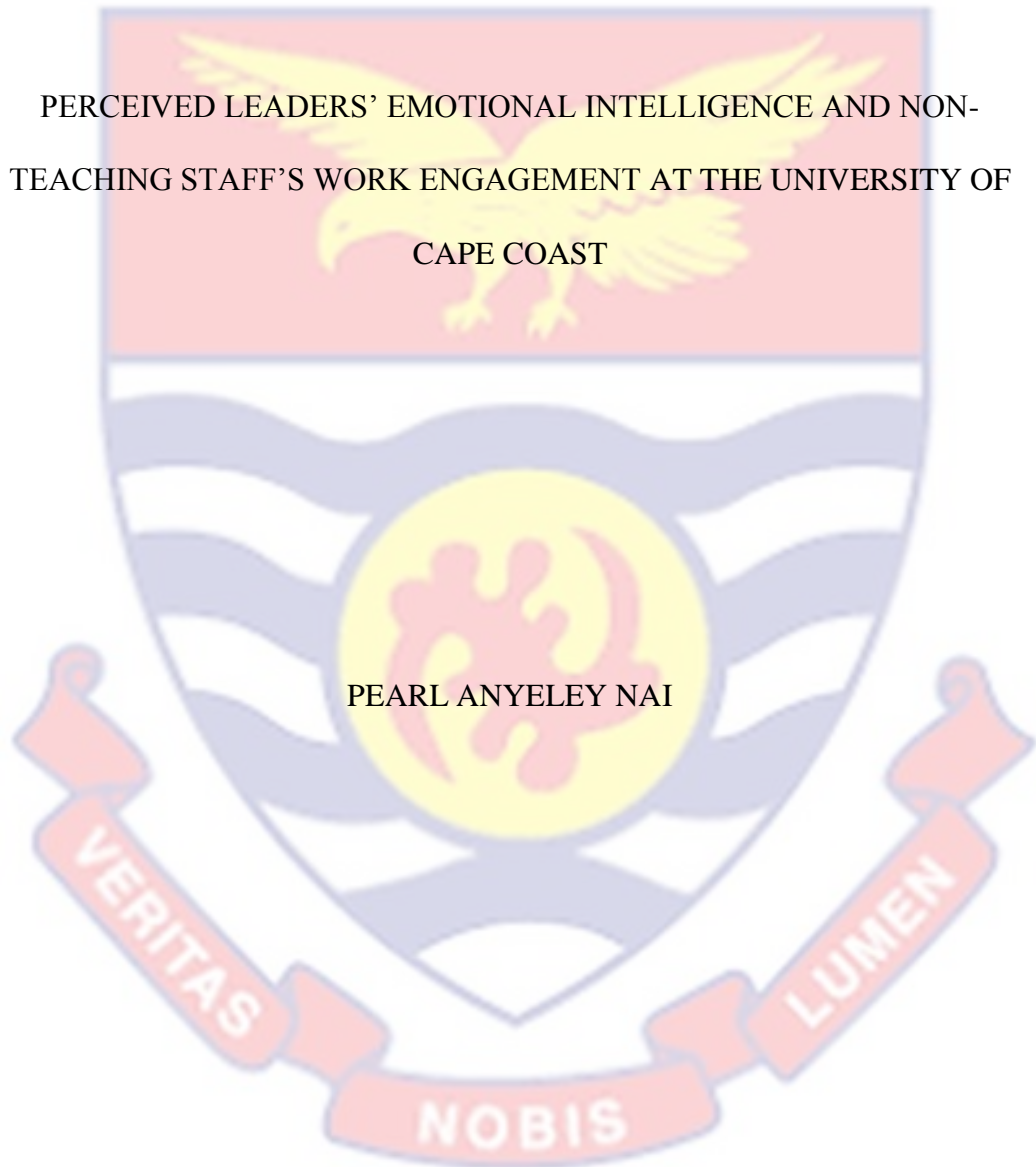 PERCEIVED LEADERS’ EMOTIONAL INTELLIGENCE AND NON-
TEACHING STAFF’S WORK ENGAGEMENT AT THE UNIVERSITY OF
CAPE COAST
PEARL ANYELEY NAI
VERITAS
NOBIS
LUMEN